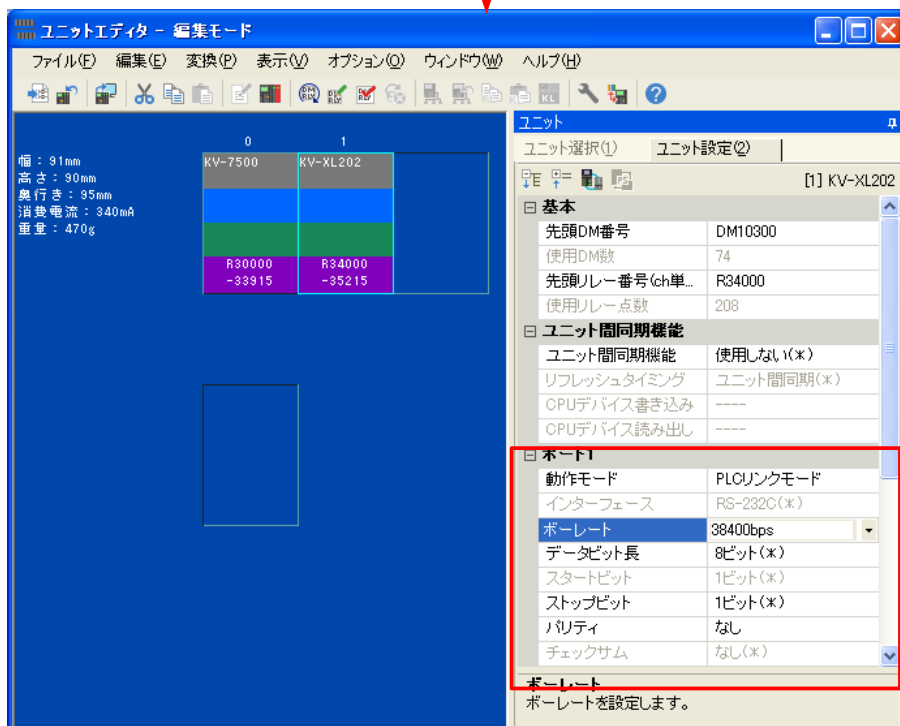 ユニットエディタ - 編集モード
ファイル(F) 編集(E) 変換(P) 表示(V) オプション(O) ウィンドウ(W) ヘルプ(H)
幅：91mm
高さ：90mm
奥行き：95mm
消費電流：340mA
重量：470g
0 1
KV-7500 KV-XL202
R30000 -33915
R34000 -35215
ユニット
ユニット選択(1) ユニット設定(2)
[1] KV-XL202
基本
先頭DM番号 DM10300
使用DM数 74
先頭リレー番号(ch単... R34000
使用リレー点数 208
ユニット間同期機能
ユニット間同期機能 使用しない(*)
リフレッシュタイミング ユニット間同期(*)
CPUデバイス書き込み ----
CPUデバイス読み出し ----
ポート1
動作モード PLCリンクモード
インターフェース RS-232C(*)
ボーレート 38400bps
データビット長 8ビット(*)
スタートビット 1ビット(*)
ストップビット 1ビット(*)
パリティ なし
チェックサム なし(*)
ボーレート
ボーレートを設定します。